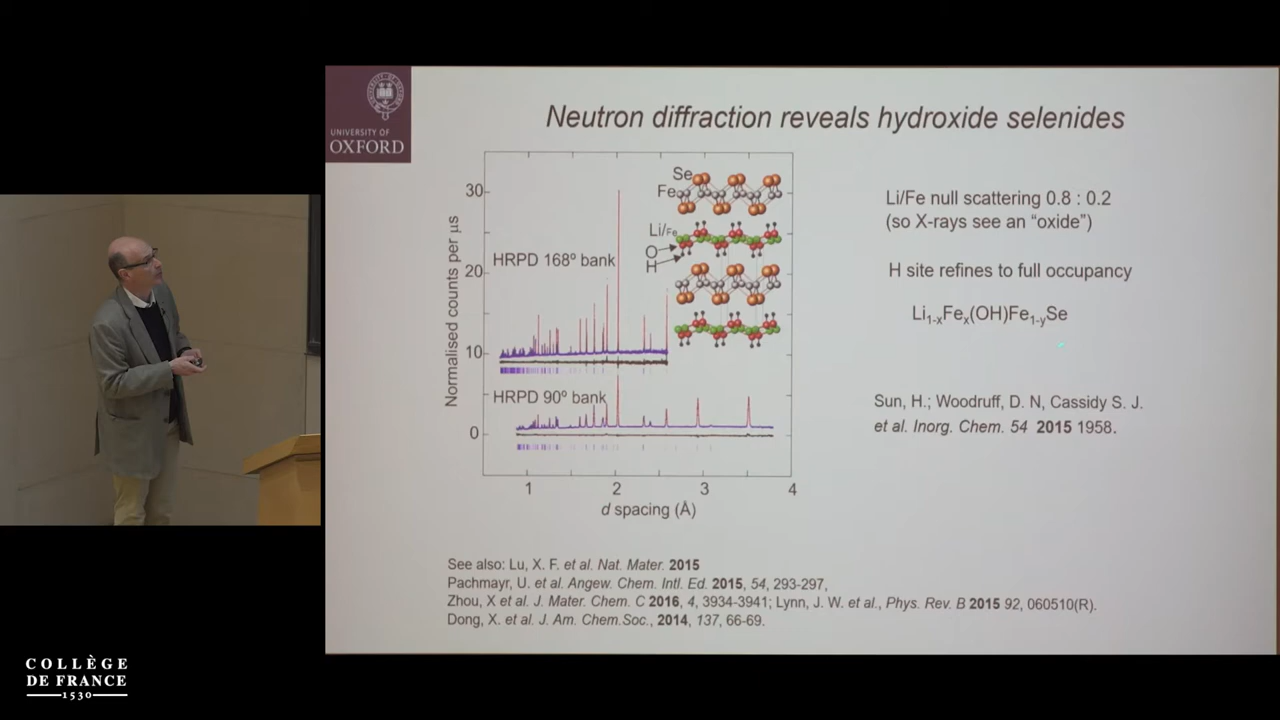 UNIVERSITY OF
OXFORD
Neutron diffraction reveals hydroxide selenides
Normalised counts per μs
30
20
10
0
HRPD 168º bank
HRPD 90º bank
Se
Fe
Li/Fe
O
H
1
2
3
4
d spacing (Å)
Li/Fe null scattering 0.8 : 0.2
(so X-rays see an “oxide”)
H site refines to full occupancy
Li1-xFex(OH)Fe1-ySe
Sun, H.; Woodruff, D. N, Cassidy S. J.
et al. Inorg. Chem. 54 2015 1958.
See also: Lu, X. F. et al. Nat. Mater. 2015
Pachmayr, U. et al. Angew. Chem. Intl. Ed. 2015, 54, 293-297,
Zhou, X et al. J. Mater. Chem. C 2016, 4, 3934-3941; Lynn, J. W. et al., Phys. Rev. B 2015 92, 060510(R).
Dong, X. et al. J. Am. Chem.Soc., 2014, 137, 66-69.
COLLÈGE
DE FRANCE
1530